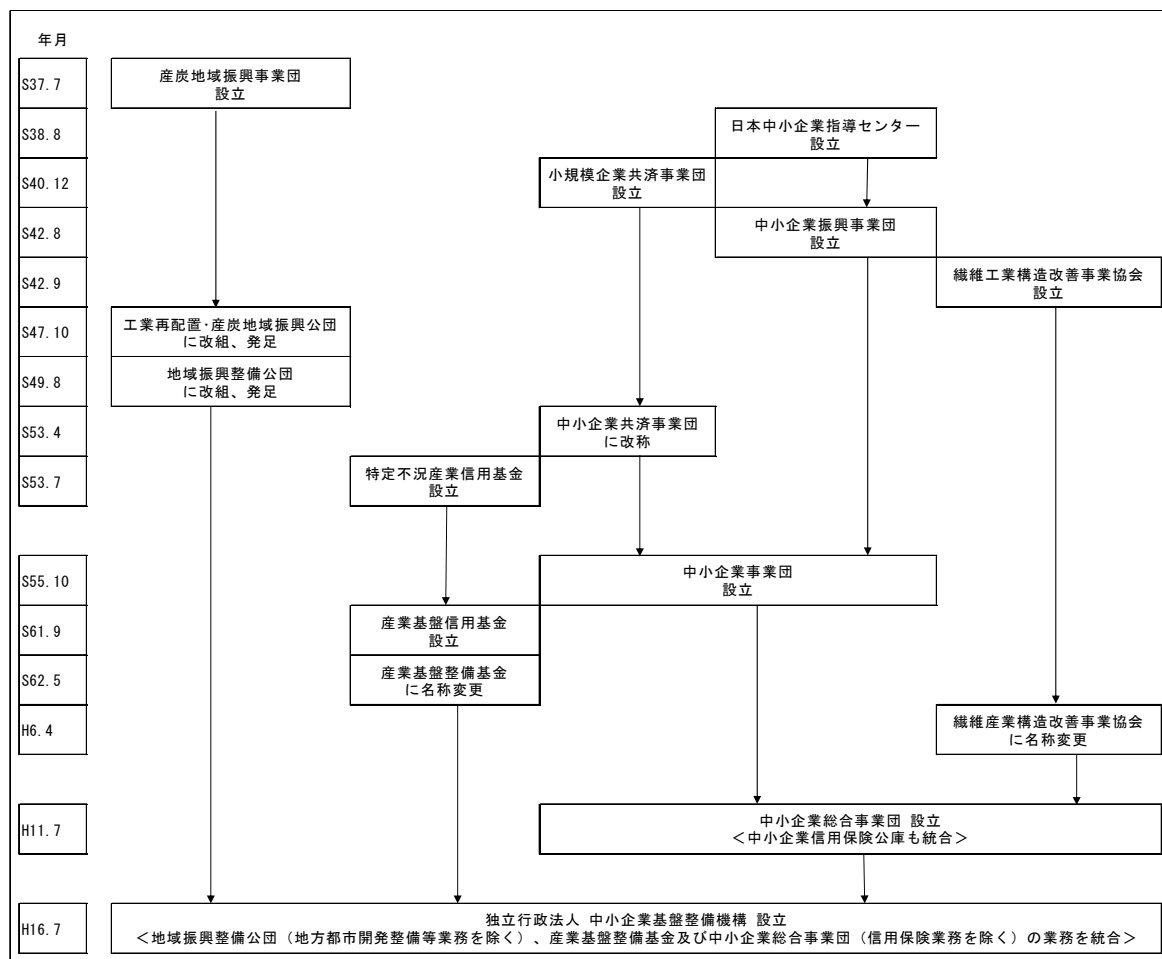 年月
S37.7
産炭地域振興事業団
設立
S38.8
日本中小企業指導センター
設立
S40.12
小規模企業共済事業団
設立
S42.8
中小企業振興事業団
設立
S42.9
繊維工業構造改善事業協会
設立
S47.10
工業再配置・産炭地域振興公団
に改組、発足
S49.8
地域振興整備公団
に改組、発足
S53.4
中小企業共済事業団
に改称
S53.7
特定不況産業信用基金
設立
S55.10
中小企業事業団
設立
S61.9
産業基盤信用基金
設立
S62.5
産業基盤整備基金
に名称変更
H6.4
繊維産業構造改善事業協会
に名称変更
H11.7
中小企業総合事業団 設立
＜中小企業信用保険公庫も統合＞
H16.7
独立行政法人 中小企業基盤整備機構 設立
＜地域振興整備公団（地方都市開発整備等業務を除く）、産業基盤整備基金及び中小企業総合事業団（信用保険業務を除く）の業務を統合＞